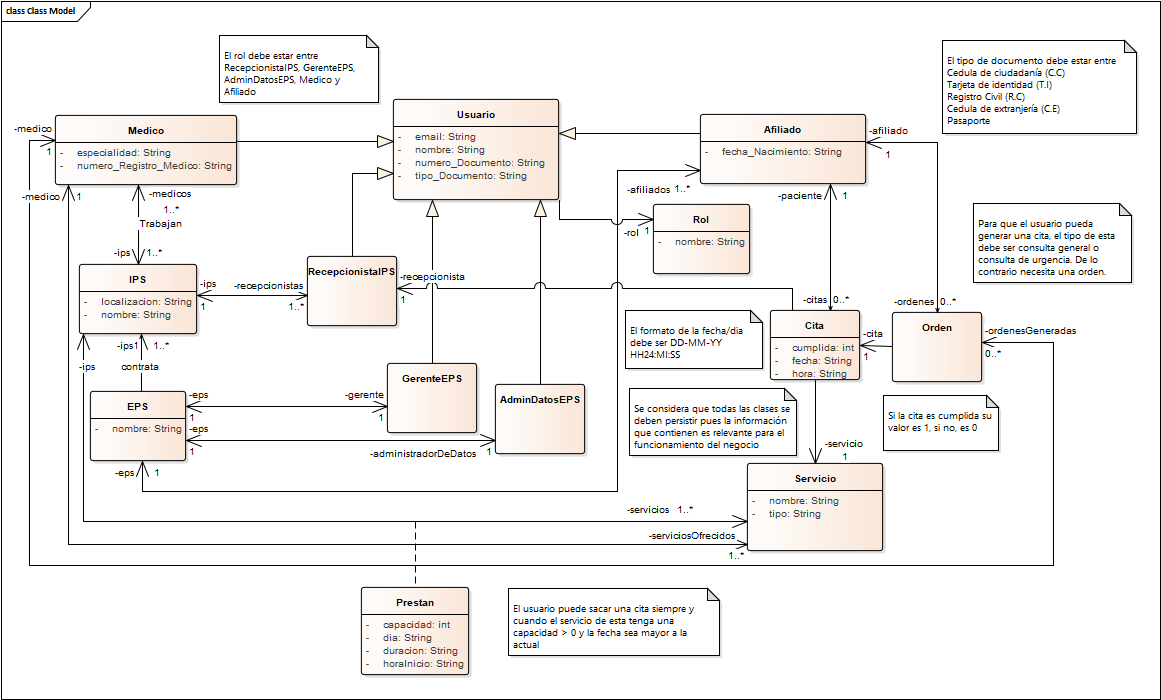 class Class Model
El rol debe estar entre
RecepcionistaIPS, GerenteEPS,
AdminDatosEPS, Medico y
Afiliado
El tipo de documento debe estar entre
Cedula de ciudadanía (C.C)
Tarjeta de identidad (T.I)
Registro Civil (R.C)
Cedula de extranjería (C.E)
Pasaporte
Usuario
- email: String
- nombre: String
- numero_Documento: String
- tipo_Documento: String
-medico
1
Medico
- especialidad: String
- numero_Registro_Medico: String
Afiliado
- fecha_Nacimiento: String
-afiliado
1
-medico 1
-medicos
1..*
Trabajan
-ips 1..*
-afiliados 1..*
-paciente 1
Rol
- nombre: String
-rol 1
Para que el usuario pueda
generar una cita, el tipo de esta
debe ser consulta general o
consulta de urgencia. De lo
contrario necesita una orden.
IPS
- localizacion: String
- nombre: String
-ips
1
-recepcionistas
1..*
RecepcionistaIPS
-recepcionista
1
-citas 0..*
-ordenes 0..*
El formato de la fecha/dia
debe ser DD-MM-YY
HH24:MI:SS
Cita
- cumplida: int
- fecha: String
- hora: String
-cita
1
Orden
-ordenesGeneradas
0..*
-ips1 1..*
-ips
contrata
EPS
- nombre: String
-eps
1
-eps
1
-eps 1
GerenteEPS
-gerente
1
AdminDatosEPS
-administradorDeDatos 1
Se considera que todas las clases se
deben persistir pues la información
que contienen es relevante para el
funcionamiento del negocio
Si la cita es cumplida su
valor es 1, si no, es 0
-servicio
1
Servicio
- nombre: String
- tipo: String
-servicios 1..*
-serviciosOfrecidos
1..*
Prestan
- capacidad: int
- dia: String
- duracion: String
- horaInicio: String
El usuario puede sacar una cita siempre y
cuando el servicio de esta tenga una
capacidad > 0 y la fecha sea mayor a la
actual